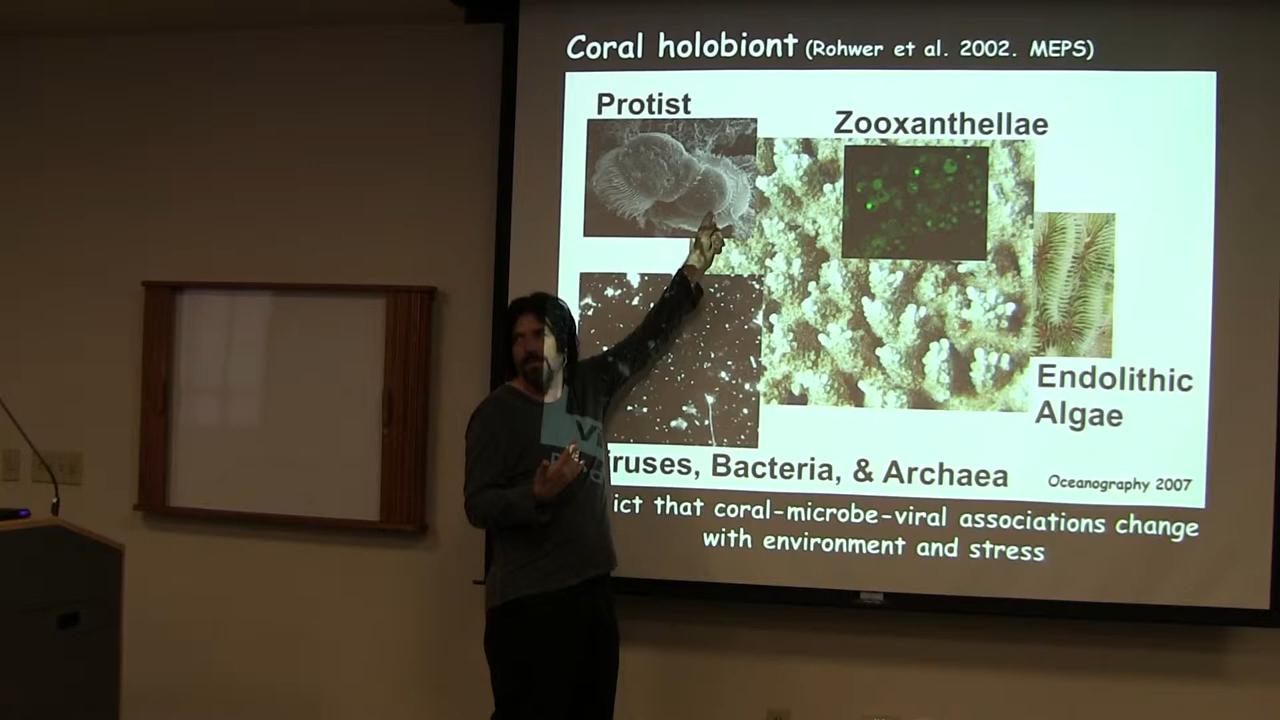 Coral holobiont (Rohwer et al. 2002. MEPS)
Protist
Zooxanthellae
Endolithic
Algae
iruses, Bacteria, & Archaea
Oceanography 2007
ict that coral-microbe-viral associations change
with environment and stress